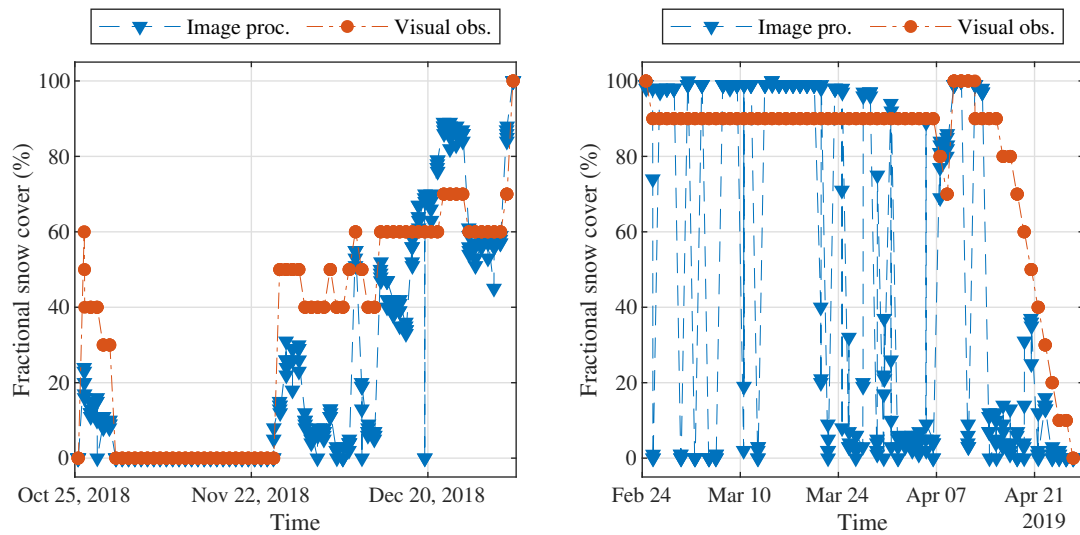 Image proc. Visual obs.
100
80
60
40
20
0
Fractional snow cover (%)
Oct 25, 2018 Nov 22, 2018 Dec 20, 2018
Time
Image pro. Visual obs.
100
80
60
40
20
0
Fractional snow cover (%)
Feb 24 Mar 10 Mar 24 Apr 07 Apr 21
2019
Time